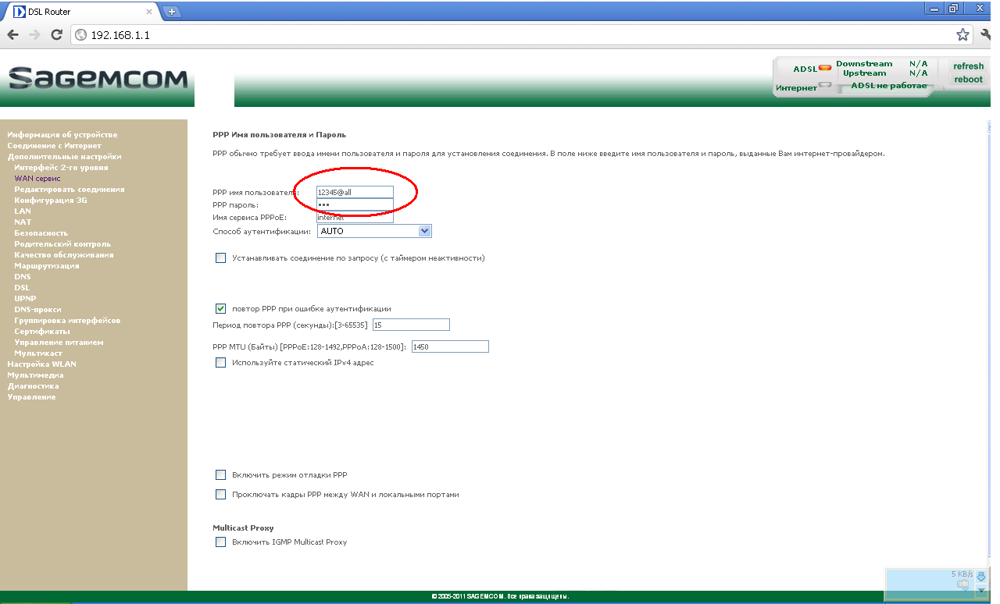 DSL Router
192.168.1.1
SAGEMCOM
ADSL Downstream N/A
Upstream N/A
Интернет ADSL не работае
refresh
reboot
Информация об устройстве
Соединение с Интернет
Дополнительные настройки
Интерфейс 2-го уровня
WAN сервис
Редактировать соединения
Конфигурация 3G
LAN
NAT
Безопасность
Родительский контроль
Качество обслуживания
Маршрутизация
DNS
DSL
UPNP
DNS-прокси
Группировка интерфейсов
Сертификаты
Управление питанием
Мультикаст
Настройка WLAN
Мультимедиа
Диагностика
Управление
PPP Имя пользователя и Пароль
PPP обычно требует ввода имени пользователя и пароля для установления соединения. В поле ниже введите имя пользователя и пароль, выданные Вам интернет-провайдером.
PPP имя пользователя: 12345@all
PPP пароль: •••
Имя сервиса PPPoE: internet
Способ аутентификации: AUTO
Устанавливать соединение по запросу (с таймером неактивности)
повтор PPP при ошибке аутентификации
Период повтора PPP (секунды):[3-65535] 15
PPP MTU (Байты) [PPPoE:128-1492,PPPoA:128-1500]: 1450
Используйте статический IPv4 адрес
Включить режим отладки PPP
Проключать кадры PPP между WAN и локальными портами
Multicast Proxy
Включить IGMP Multicast Proxy
5 KB/s
© 2005-2011 SAGEMCOM. Все права защищены.